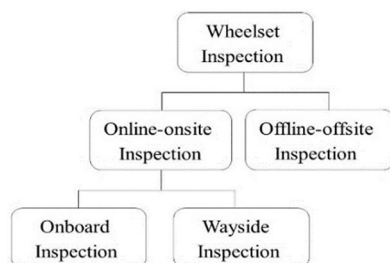 Wheelset
Inspection
Online-onsite
Inspection
Offline-offsite
Inspection
Onboard
Inspection
Wayside
Inspection